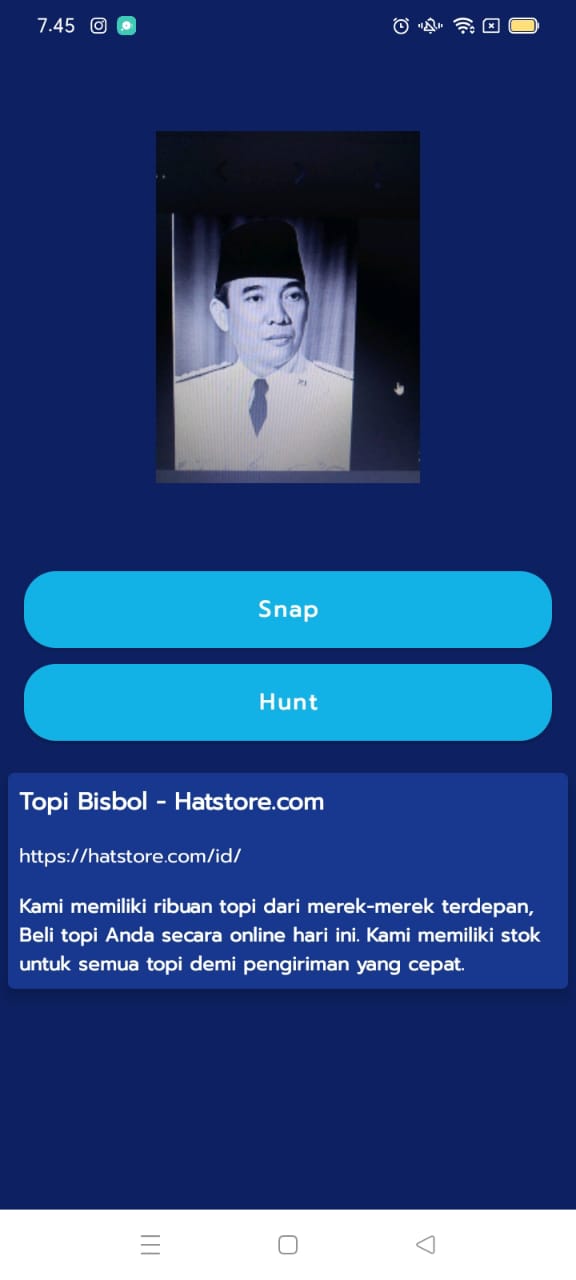 7.45
Snap
Hunt
Topi Bisbol - Hatstore.com
https://hatstore.com/id/
Kami memiliki ribuan topi dari merek-merek terdepan,
Beli topi Anda secara online hari ini. Kami memiliki stok
untuk semua topi demi pengiriman yang cepat.